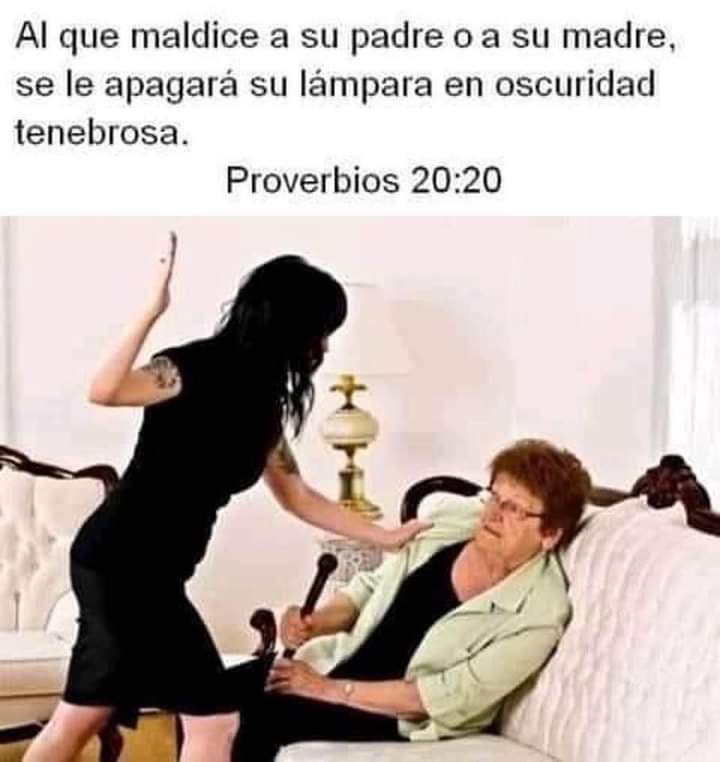 Al que maldice a su padre o a su madre,
se le apagará su lámpara en oscuridad
tenebrosa.
Proverbios 20:20